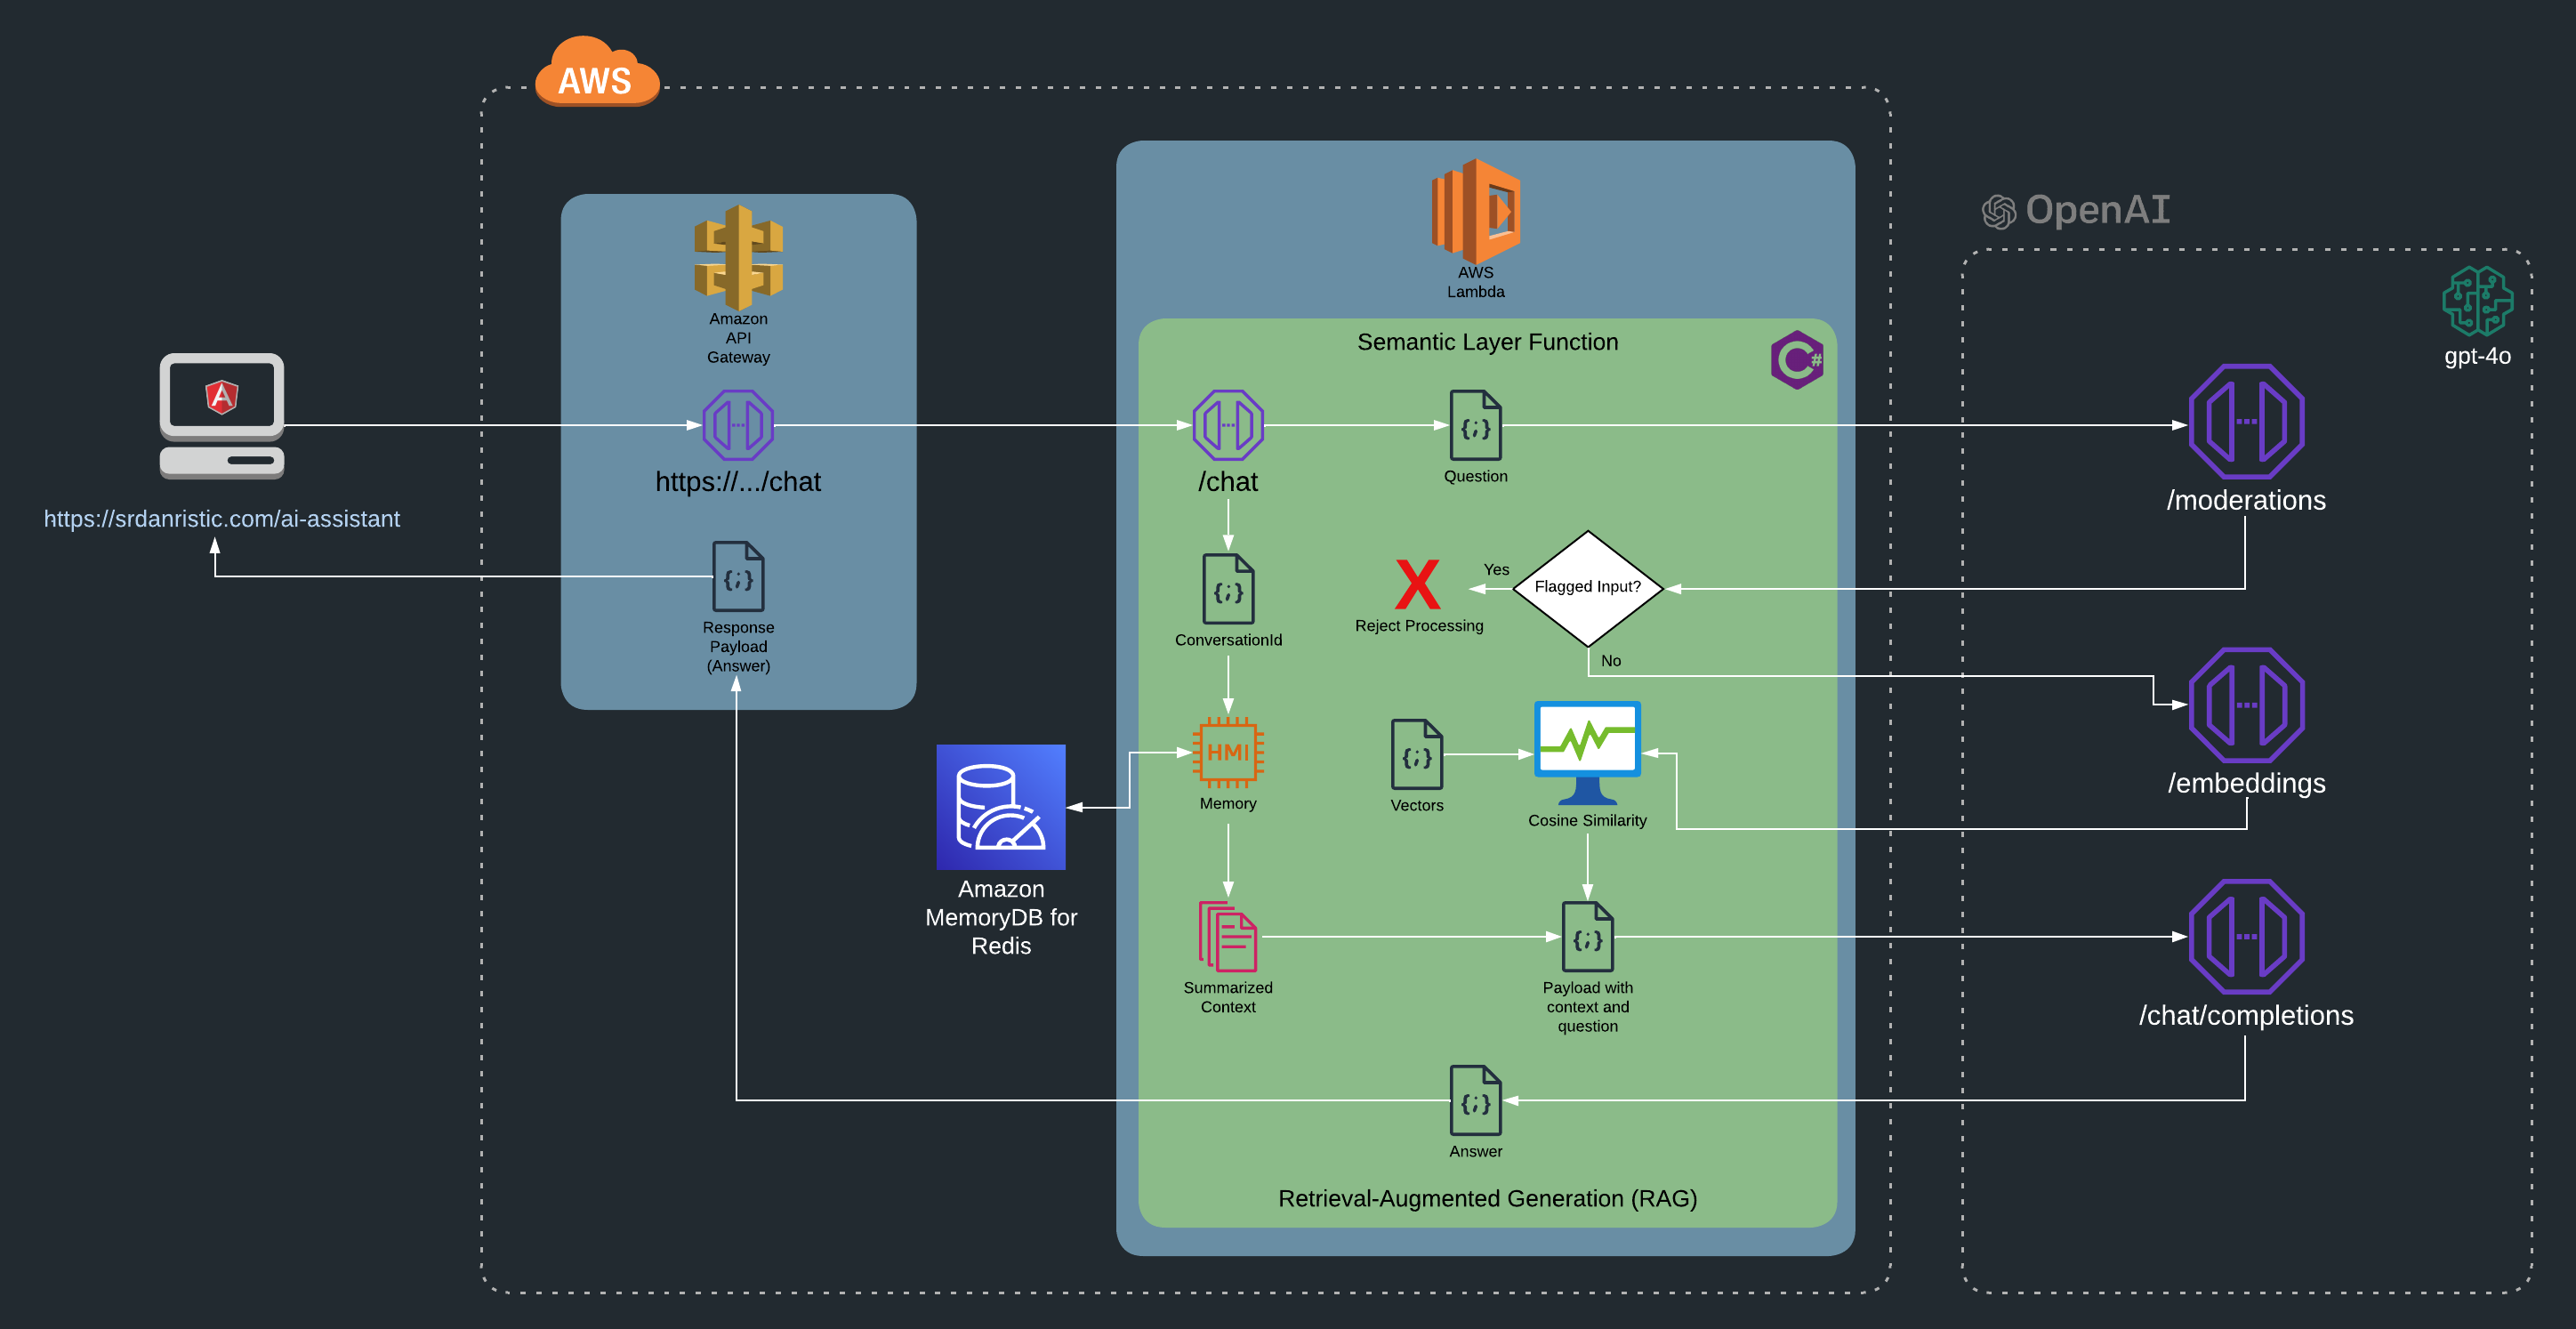 AWS
OpenAI
Amazon
API
Gateway
https://.../chat
Response
Payload
(Answer)
https://srdanristic.com/ai-assistant
AWS
Lambda
Semantic Layer Function
C#
/chat
{;}
Question
ConversationId
Yes
Flagged Input?
Reject Processing
No
HMI
Memory
Vectors
Cosine Similarity
Summarized
Context
Payload with
context and
question
Answer
Retrieval-Augmented Generation (RAG)
Amazon
MemoryDB for
Redis
gpt-4o
/moderations
/embeddings
/chat/completions